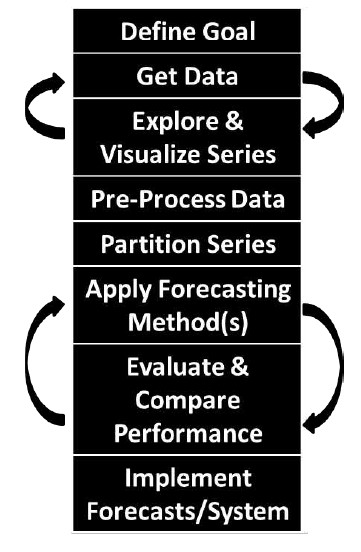 Define Goal
Get Data
Explore &
Visualize Series
Pre-Process Data
Partition Series
Apply Forecasting
Method(s)
Evaluate &
Compare
Performance
Implement
Forecasts/System